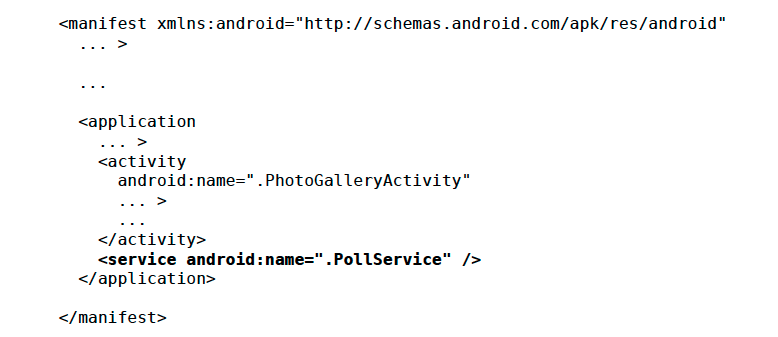 <manifest xmlns:android="http://schemas.android.com/apk/res/android"
  ... >

  ...

  <application
    ... >
    <activity
      android:name=".PhotoGalleryActivity"
      ... >
      ...
    </activity>
    <service android:name=".PollService" />
  </application>

</manifest>